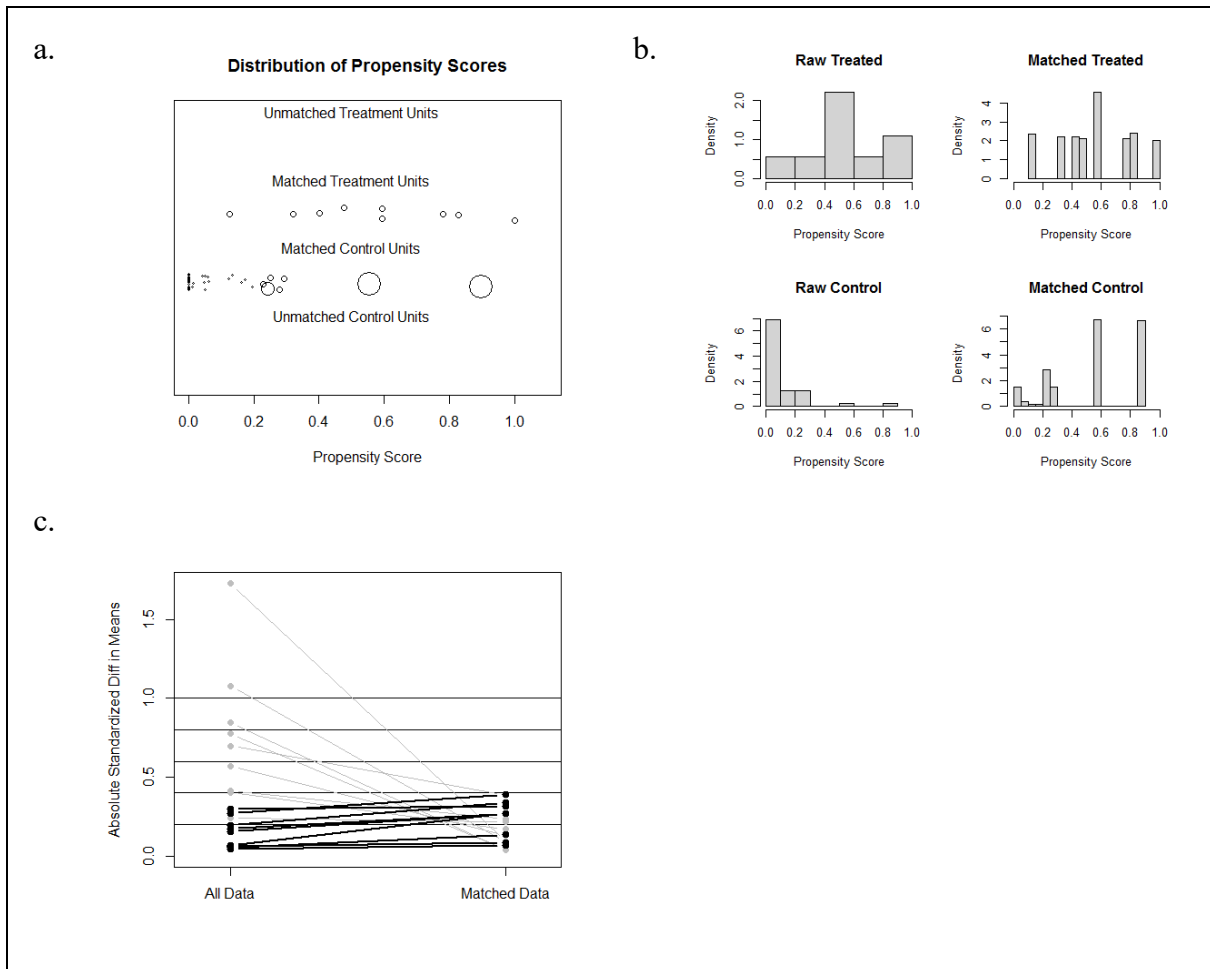 a.
Distribution of Propensity Scores
Unmatched Treatment Units
Matched Treatment Units
Matched Control Units
Unmatched Control Units
0.0 0.2 0.4 0.6 0.8 1.0
Propensity Score
b.
Raw Treated
Density
0.0 1.0 2.0
0.0 0.2 0.4 0.6 0.8 1.0
Propensity Score
Matched Treated
Density
0 1 2 3 4
0.0 0.2 0.4 0.6 0.8 1.0
Propensity Score
Raw Control
Density
0 2 4 6
0.0 0.2 0.4 0.6 0.8 1.0
Propensity Score
Matched Control
Density
0 2 4 6
0.0 0.2 0.4 0.6 0.8 1.0
Propensity Score
c.
Absolute Standardized Diff in Means
0.0 0.5 1.0 1.5
All Data
Matched Data